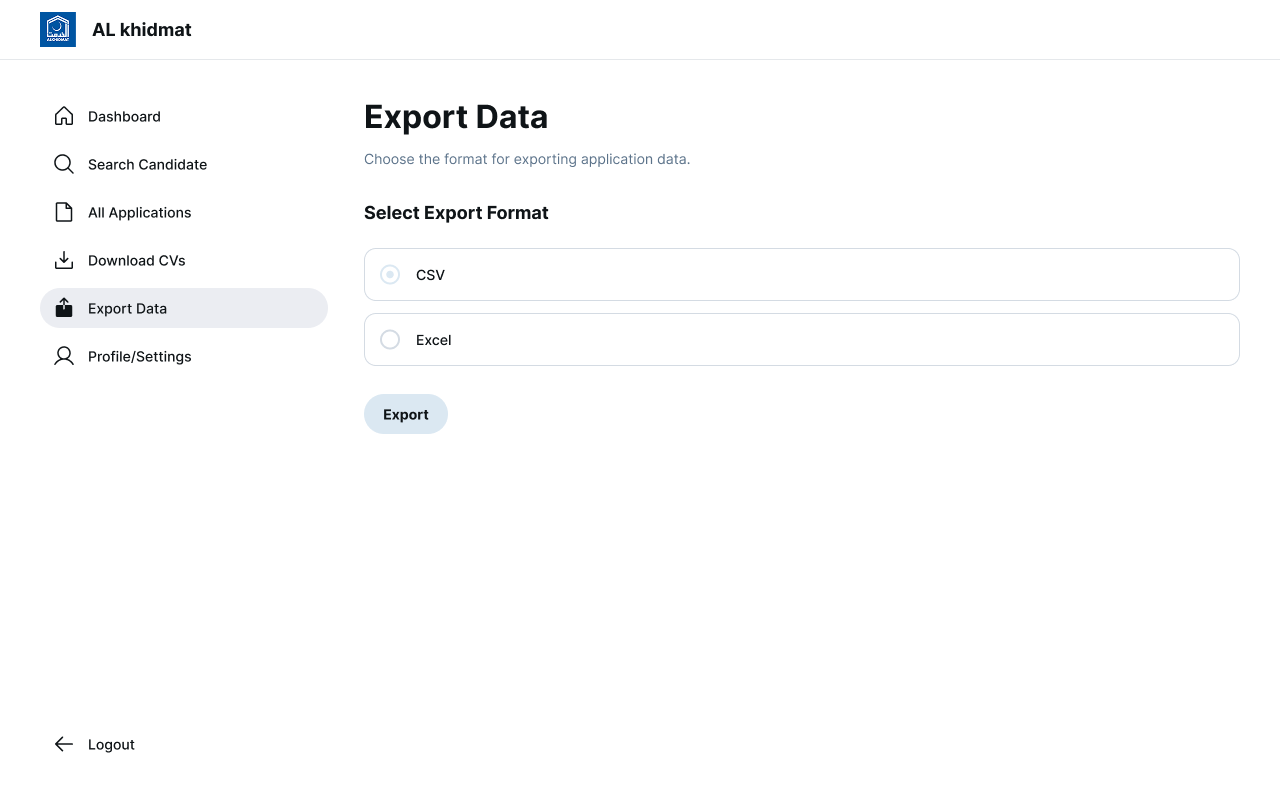 ALKHIDMAT
AL khidmat
Dashboard
Search Candidate
All Applications
Download CVs
Export Data
Profile/Settings
Logout
Export Data
Choose the format for exporting application data.
Select Export Format
CSV
Excel
Export